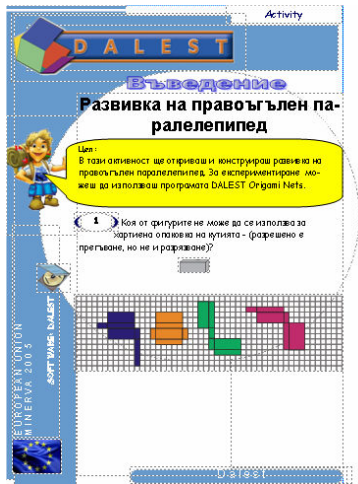 Activity
DALEST
Въведение
Развивка на правоъгълен па-
ралелепипед
Цел:
В тази активност ще откриваш и конструираш развивка на
правоъгълен паралелепипед. За експериментиране мо-
жеш да използваш програмата DALEST Origami Nets.
1
Коя от фигурите не може да се използва за
хартиена опаковка на кутията - (разрешено е
прегъване, но не и разрязване)?
SOFTWARE: DALEST
EUROPEAN UNION
MINERVA 2005
Dalest